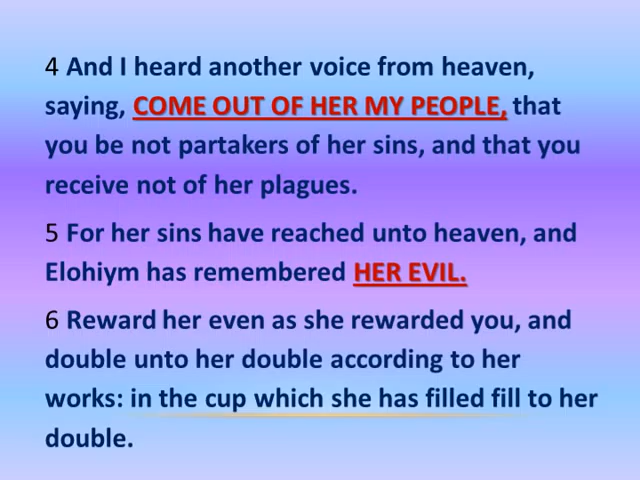 4 And I heard another voice from heaven,
saying, COME OUT OF HER MY PEOPLE, that
you be not partakers of her sins, and that you
receive not of her plagues.
5 For her sins have reached unto heaven, and
Elohiym has remembered HER EVIL.
6 Reward her even as she rewarded you, and
double unto her double according to her
works: in the cup which she has filled fill to her
double.